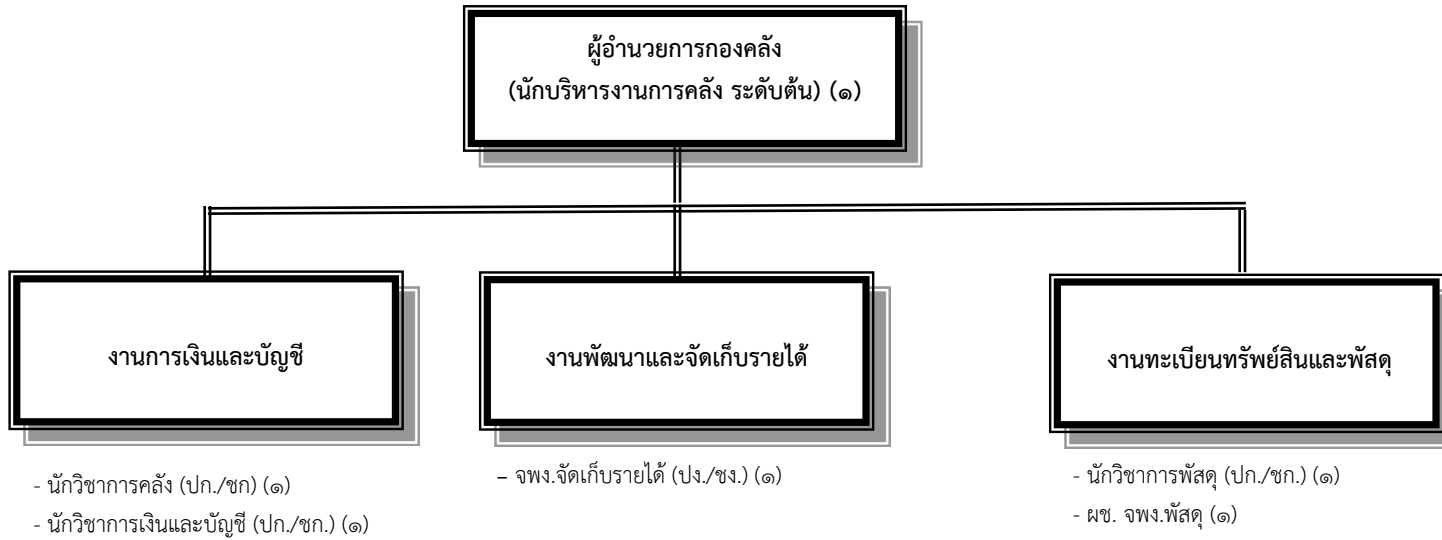 ผู้อำนวยการกองคลัง
(นักบริหารงานการคลัง ระดับต้น) (๑)
งานการเงินและบัญชี
งานพัฒนาและจัดเก็บรายได้
งานทะเบียนทรัพย์สินและพัสดุ
- นักวิชาการคลัง (ปก./ชก) (๑)
- นักวิชาการเงินและบัญชี (ปก./ชก.) (๑)
– จพง.จัดเก็บรายได้ (ปง./ชง.) (๑)
- นักวิชาการพัสดุ (ปก./ชก.) (๑)
- ผช. จพง.พัสดุ (๑)